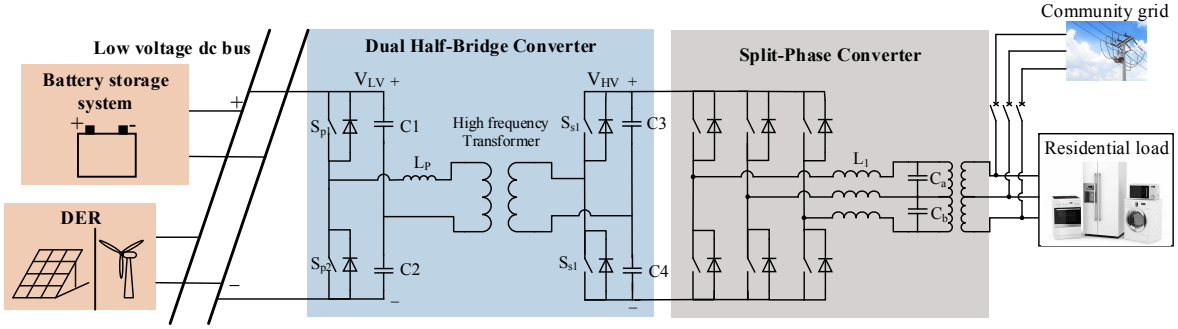 Community grid
Dual Half-Bridge Converter
Split-Phase Converter
Low voltage dc bus
Battery storage
system
+ -
+
V_LV +
V_HV +
S_p1
C1
High frequency
Transformer
S_s1
C3
L_P
L_1
C_a
C_b
Residential load
DER
S_p2
C2
S_s1
C4
−
−
−